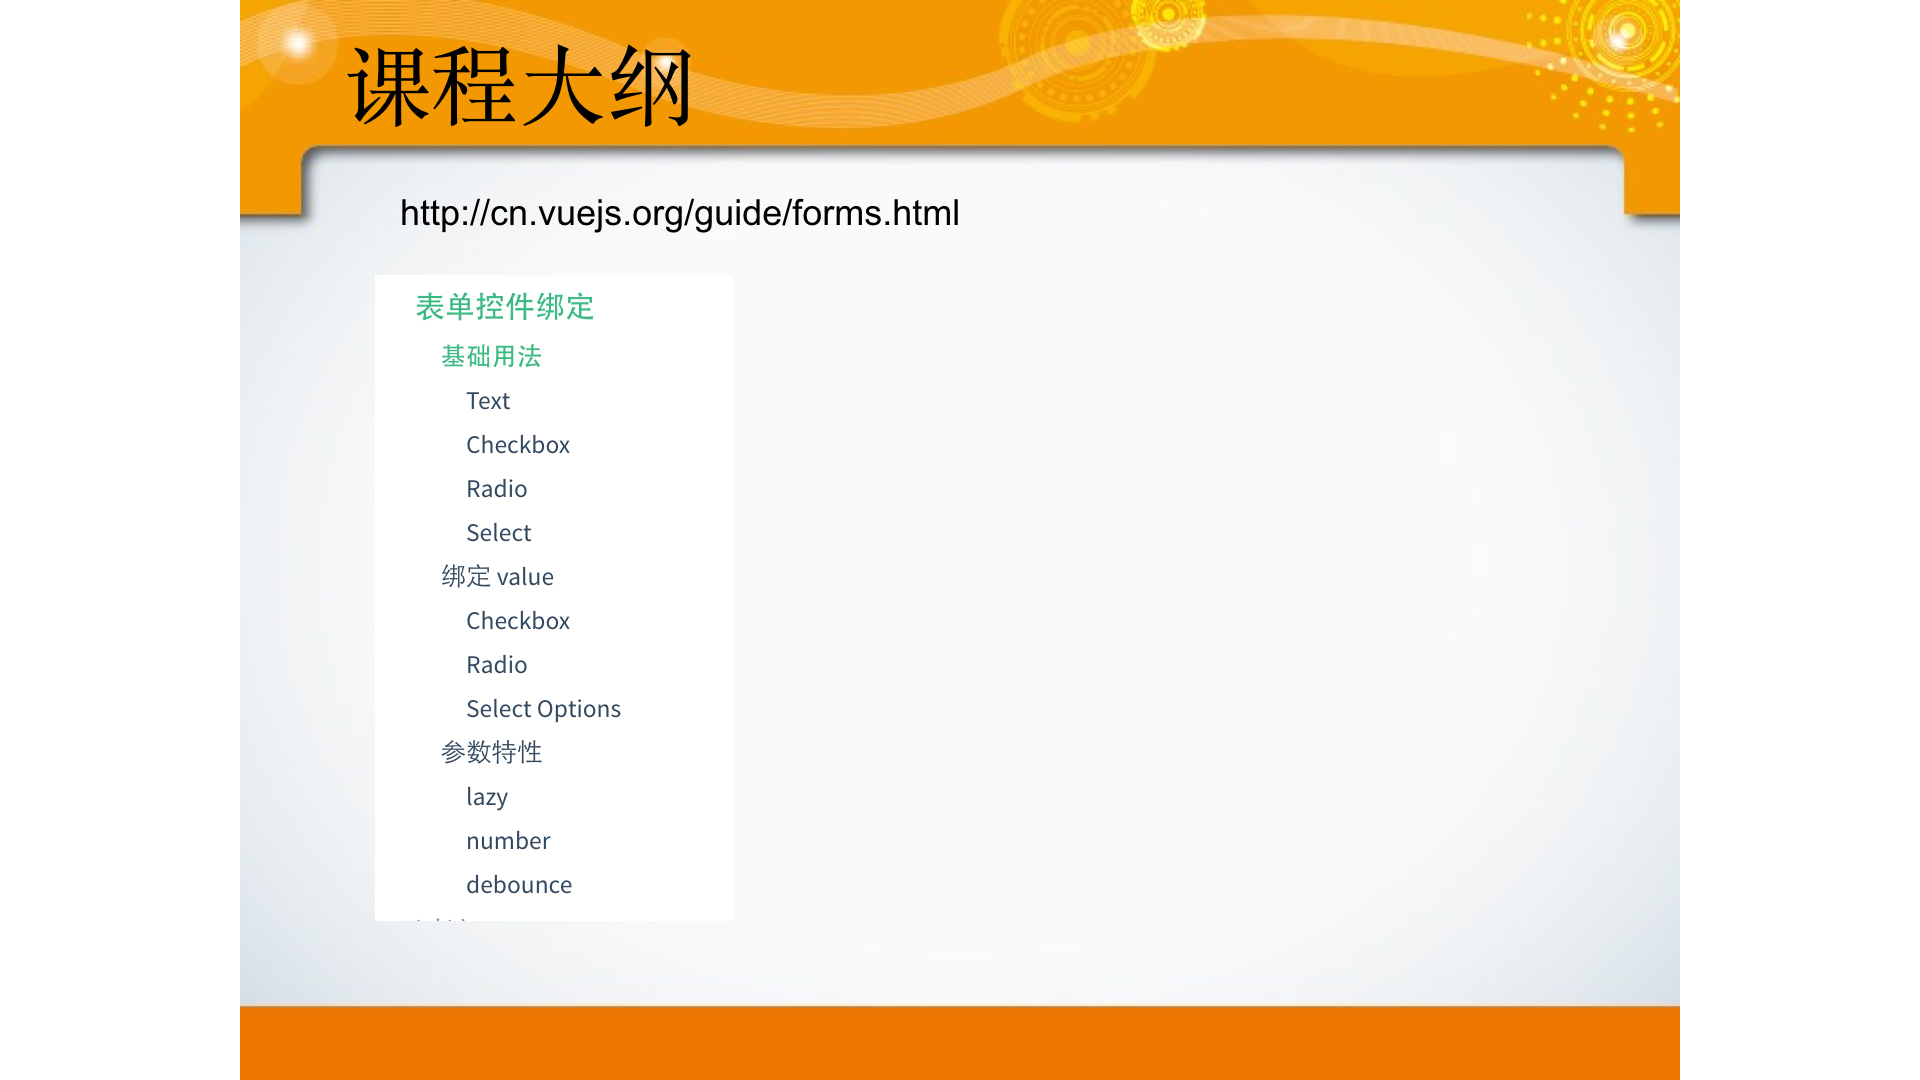 课程大纲
http://cn.vuejs.org/guide/forms.html
表单控件绑定
基础用法
Text
Checkbox
Radio
Select
绑定 value
Checkbox
Radio
Select Options
参数特性
lazy
number
debounce